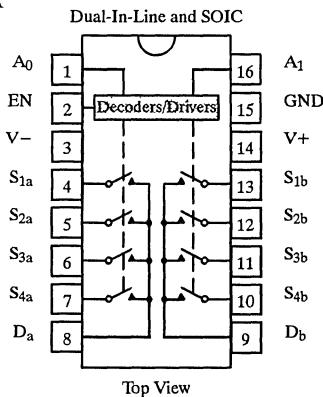 Dual-In-Line and SOIC
A0 1 16 A1
EN 2 Decoders/Drivers 15 GND
V− 3 14 V+
S1a 4 13 S1b
S2a 5 12 S2b
S3a 6 11 S3b
S4a 7 10 S4b
Da 8 9 Db
Top View